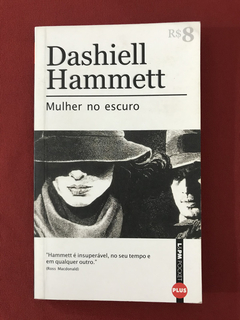 R$8
Dashiell
Hammett
Mulher no escuro
"Hammett é insuperável, no seu tempo e
em qualquer outro."
(Ross Macdonald)
L&PM POCKET
PLUS